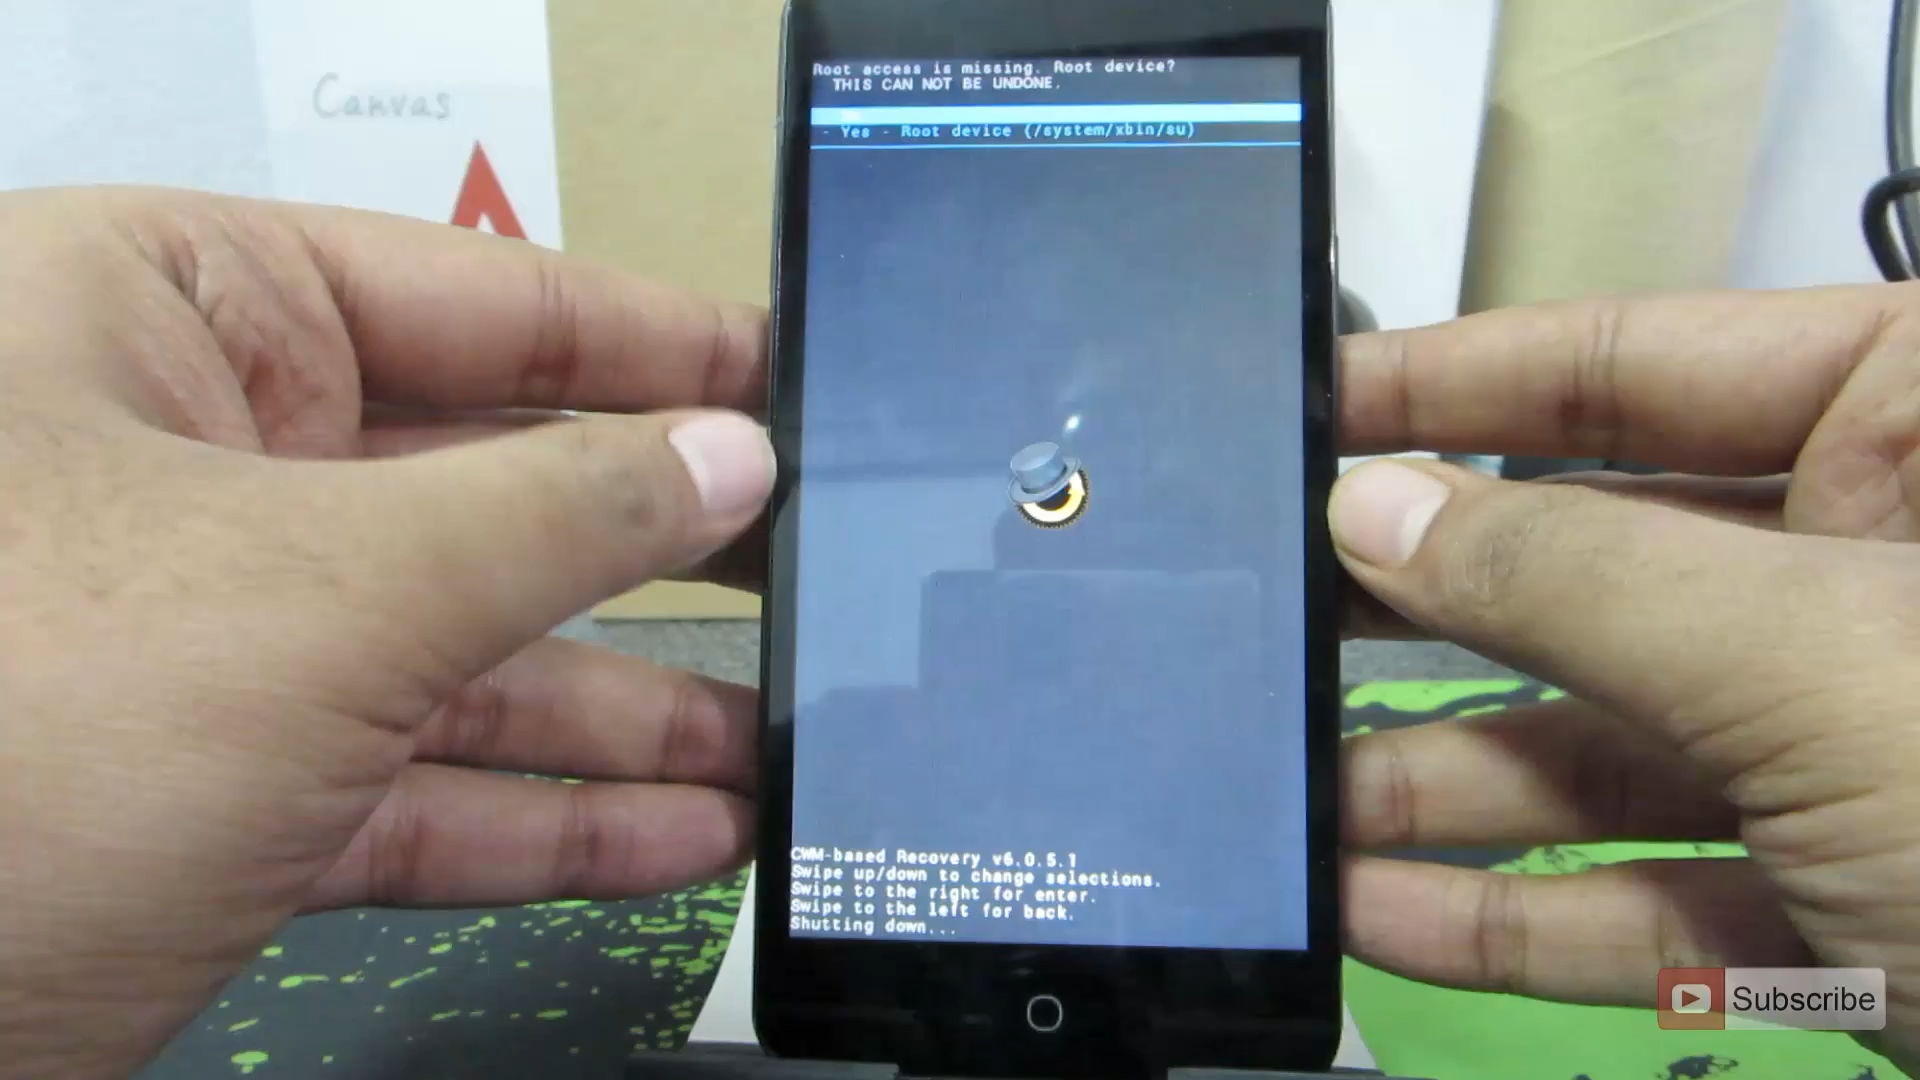 Canvas
Root access is missing. Root device?
THIS CAN NOT BE UNDONE.
- Yes - Root device (/system/xbin/su)
CWM-based Recovery v6.0.5.1
Swipe up/down to change selections.
Swipe to the right for enter.
Swipe to the left for back.
Shutting down...
Subscribe